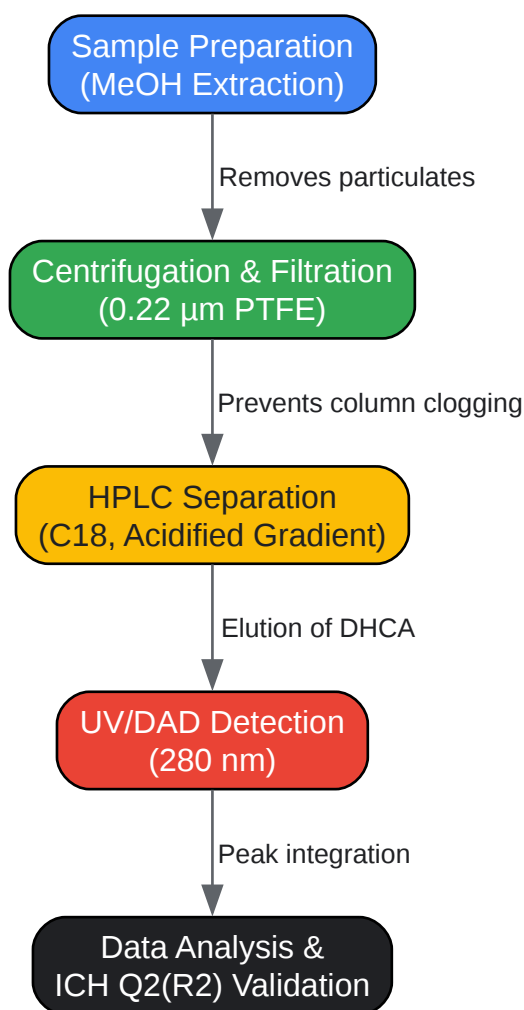 Sample Preparation
(MeOH Extraction)
Removes particulates
Centrifugation & Filtration
(0.22 µm PTFE)
Prevents column clogging
HPLC Separation
(C18, Acidified Gradient)
Elution of DHCA
UV/DAD Detection
(280 nm)
Peak integration
Data Analysis &
ICH Q2(R2) Validation